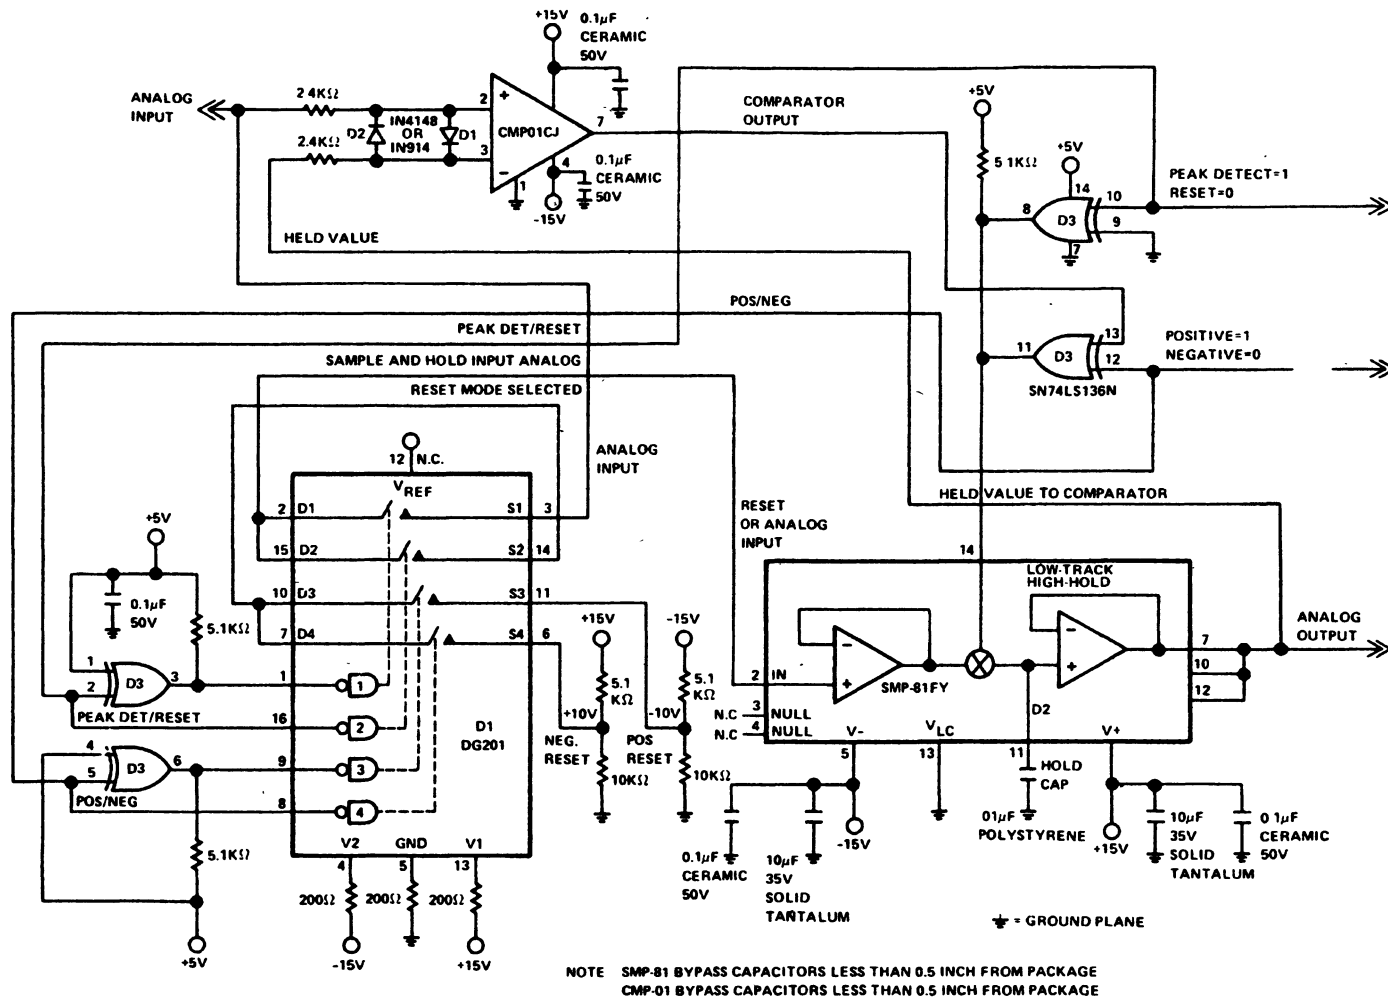 +15V
0.1µF
CERAMIC
50V
ANALOG
INPUT
2 4KΩ
2.4KΩ
D2
IN4148
OR
IN914
D1
2
+
CMP01CJ
3
−
7
1
4
0.1µF
CERAMIC
50V
-15V
COMPARATOR
OUTPUT
+5V
5 1KΩ
+5V
14
8
D3
10
9
7
PEAK DETECT=1
RESET=0
HELD VALUE
POS/NEG
PEAK DET/RESET
SAMPLE AND HOLD INPUT ANALOG
RESET MODE SELECTED
11
D3
13
12
SN74LS136N
POSITIVE=1
NEGATIVE=0
12
N.C.
VREF
ANALOG
INPUT
2
D1
S1
3
15
D2
S2
14
10
D3
S3
11
7
D4
S4
6
+5V
0.1µF
50V
5.1KΩ
1
2
D3
3
PEAK DET/RESET
4
5
D3
6
POS/NEG
5.1KΩ
+5V
1
1
16
2
9
3
8
4
D1
DG201
V2
GND
V1
4
5
13
200Ω
200Ω
200Ω
-15V
+15V
+15V
-15V
5.1
KΩ
5.1
KΩ
+10V
-10V
NEG.
RESET
POS
RESET
10KΩ
10KΩ
HELD VALUE TO COMPARATOR
RESET
OR ANALOG
INPUT
14
LOW-TRACK
HIGH-HOLD
2
IN
−
+
SMP-81FY
−
+
7
10
12
ANALOG
OUTPUT
N.C
3
NULL
N.C
4
NULL
V-
VLC
D2
V+
5
13
11
1
HOLD
CAP
01µF
POLYSTYRENE
-15V
0.1µF
CERAMIC
50V
10µF
35V
SOLID
TANTALUM
+15V
10µF
35V
SOLID
TANTALUM
0 1µF
CERAMIC
50V
= GROUND PLANE
NOTE SMP-81 BYPASS CAPACITORS LESS THAN 0.5 INCH FROM PACKAGE
CMP-01 BYPASS CAPACITORS LESS THAN 0.5 INCH FROM PACKAGE